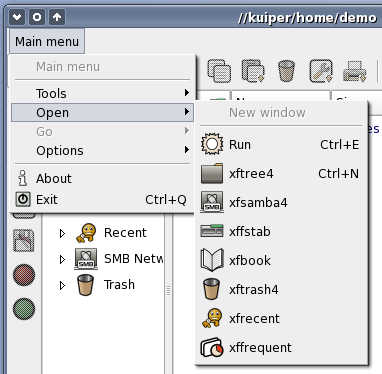 //kuiper/home/demo
Main menu
Main menu
Tools
Open
Go
Options
About
Exit Ctrl+Q
New window
Run Ctrl+E
xftree4 Ctrl+N
xfsamba4
xffstab
xfbook
xftrash4
xfrecent
xffrequent
Recent
SMB Netw
SMB
Trash